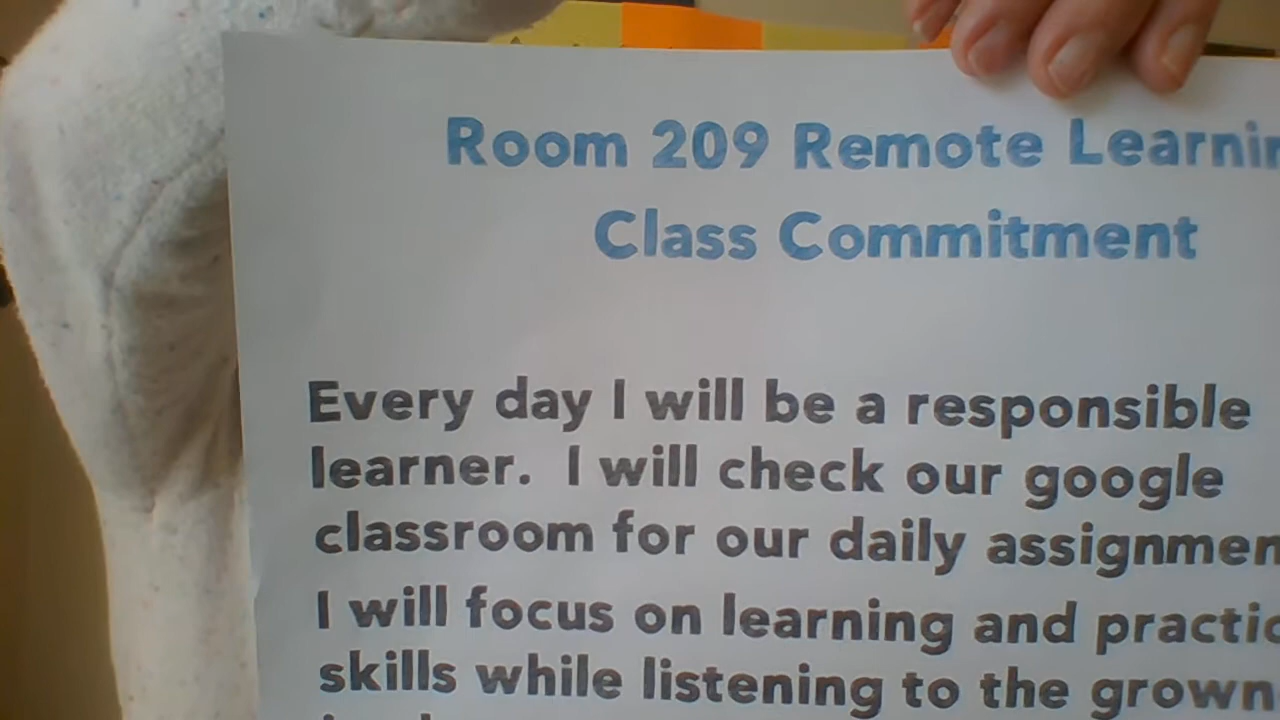 Room 209 Remote Learnin
Class Commitment
Every day I will be a responsible
learner. I will check our google
classroom for our daily assignmen
I will focus on learning and practic
skills while listening to the grown